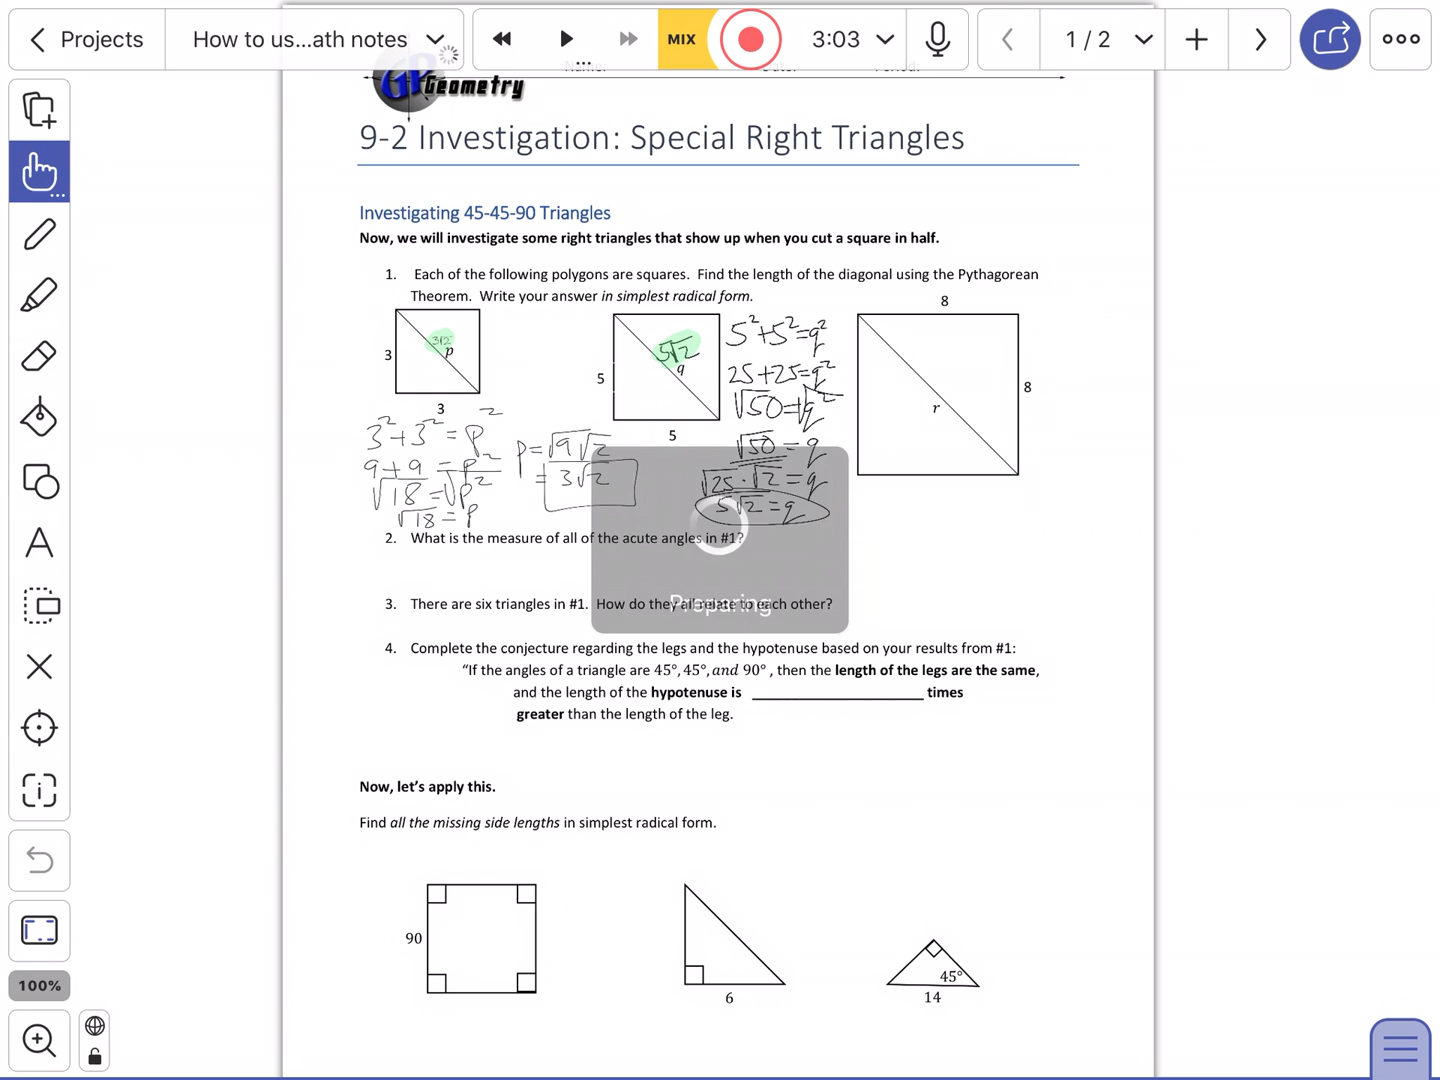 Projects
How to us...ath notes
MIX
3:03
1 / 2
GP Geometry
9-2 Investigation: Special Right Triangles
Investigating 45-45-90 Triangles
Now, we will investigate some right triangles that show up when you cut a square in half.
1. Each of the following polygons are squares. Find the length of the diagonal using the Pythagorean
Theorem. Write your answer in simplest radical form.
3
3√2
p
3
3²+3²=p²
9+9=p²
√18=√p²
√18=p
p=√9√2
=3√2
5
5√2
q
5
5²+5²=q²
25+25=q²
√50=√q²
√50=q
√25·√2=q
5√2=q
8
8
r
Preparing
2. What is the measure of all of the acute angles in #1?
3. There are six triangles in #1. How do they all relate to each other?
4. Complete the conjecture regarding the legs and the hypotenuse based on your results from #1:
“If the angles of a triangle are 45°, 45°, and 90° , then the length of the legs are the same,
and the length of the hypotenuse is ____________________ times
greater than the length of the leg.
Now, let’s apply this.
Find all the missing side lengths in simplest radical form.
90
6
45°
14
100%